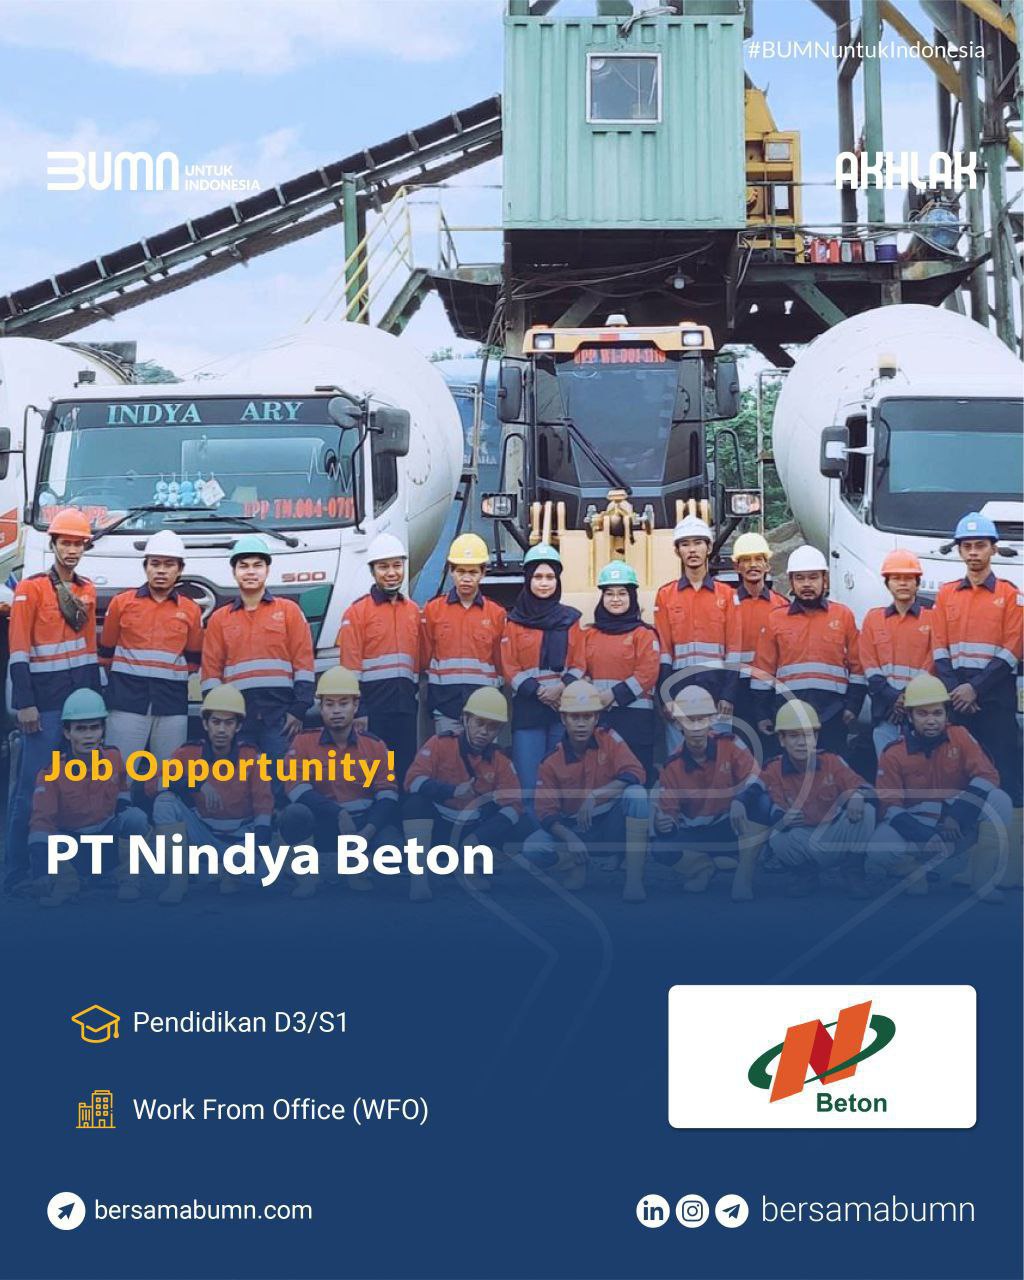 #BUMNuntukIndonesia
BUMN UNTUK
INDONESIA
AKHLAK
INDYA ARY
500
Job Opportunity!
PT Nindya Beton
Pendidikan D3/S1
Work From Office (WFO)
Beton
bersamabumn.com
bersamabumn